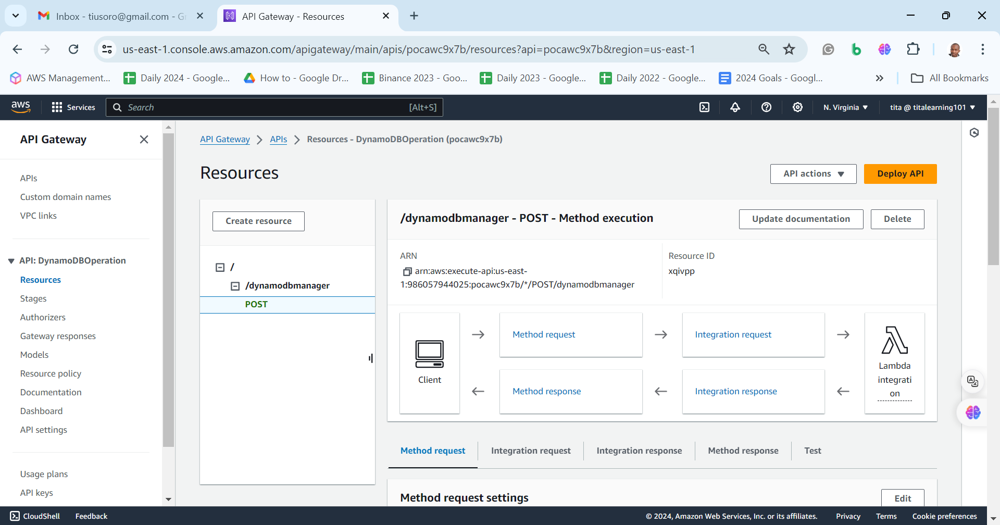 Inbox - tiusoro@gmail.com - G
API Gateway - Resources
us-east-1.console.aws.amazon.com/apigateway/main/apis/pocawc9x7b/resources?api=pocawc9x7b&region=us-east-1
AWS Management...
Daily 2024 - Google...
How to - Google Dr...
Binance 2023 - Goo...
Daily 2023 - Google...
Daily 2022 - Google...
2024 Goals - Googl...
All Bookmarks
aws
Services
Search
[Alt+S]
N. Virginia
tita @ titalearning101
API Gateway
APIs
Custom domain names
VPC links
API: DynamoDBOperation
Resources
Stages
Authorizers
Gateway responses
Models
Resource policy
Documentation
Dashboard
API settings
Usage plans
API keys
API Gateway
APIs
Resources - DynamoDBOperation (pocawc9x7b)
Resources
API actions
Deploy API
Create resource
/
/dynamodbmanager
POST
/dynamodbmanager - POST - Method execution
Update documentation
Delete
ARN
arn:aws:execute-api:us-east-
1:986057944025:pocawc9x7b/*/POST/dynamodbmanager
Resource ID
xqivpp
Client
Method request
Integration request
Method response
Integration response
Lambda
integrati
on
Method request
Integration request
Integration response
Method response
Test
Method request settings
Edit
CloudShell
Feedback
© 2024, Amazon Web Services, Inc. or its affiliates.
Privacy
Terms
Cookie preferences